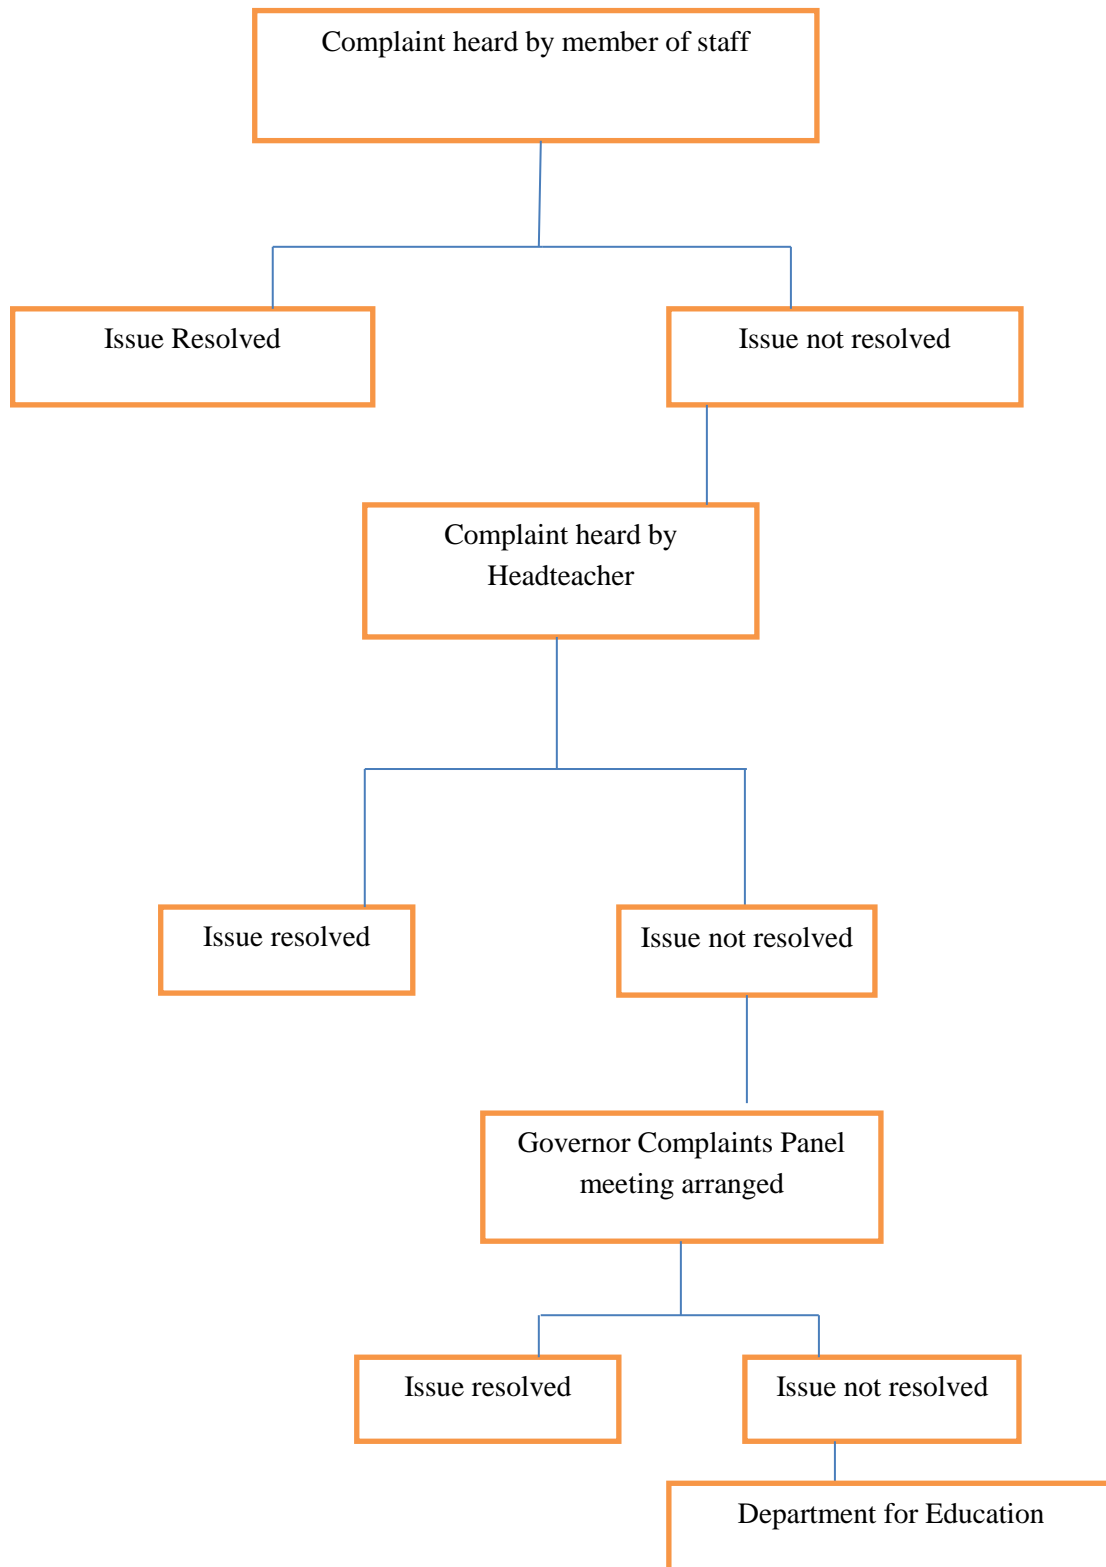 Complaint heard by member of staff
Issue Resolved
Issue not resolved
Complaint heard by
Headteacher
Issue resolved
Issue not resolved
Governor Complaints Panel
meeting arranged
Issue resolved
Issue not resolved
Department for Education